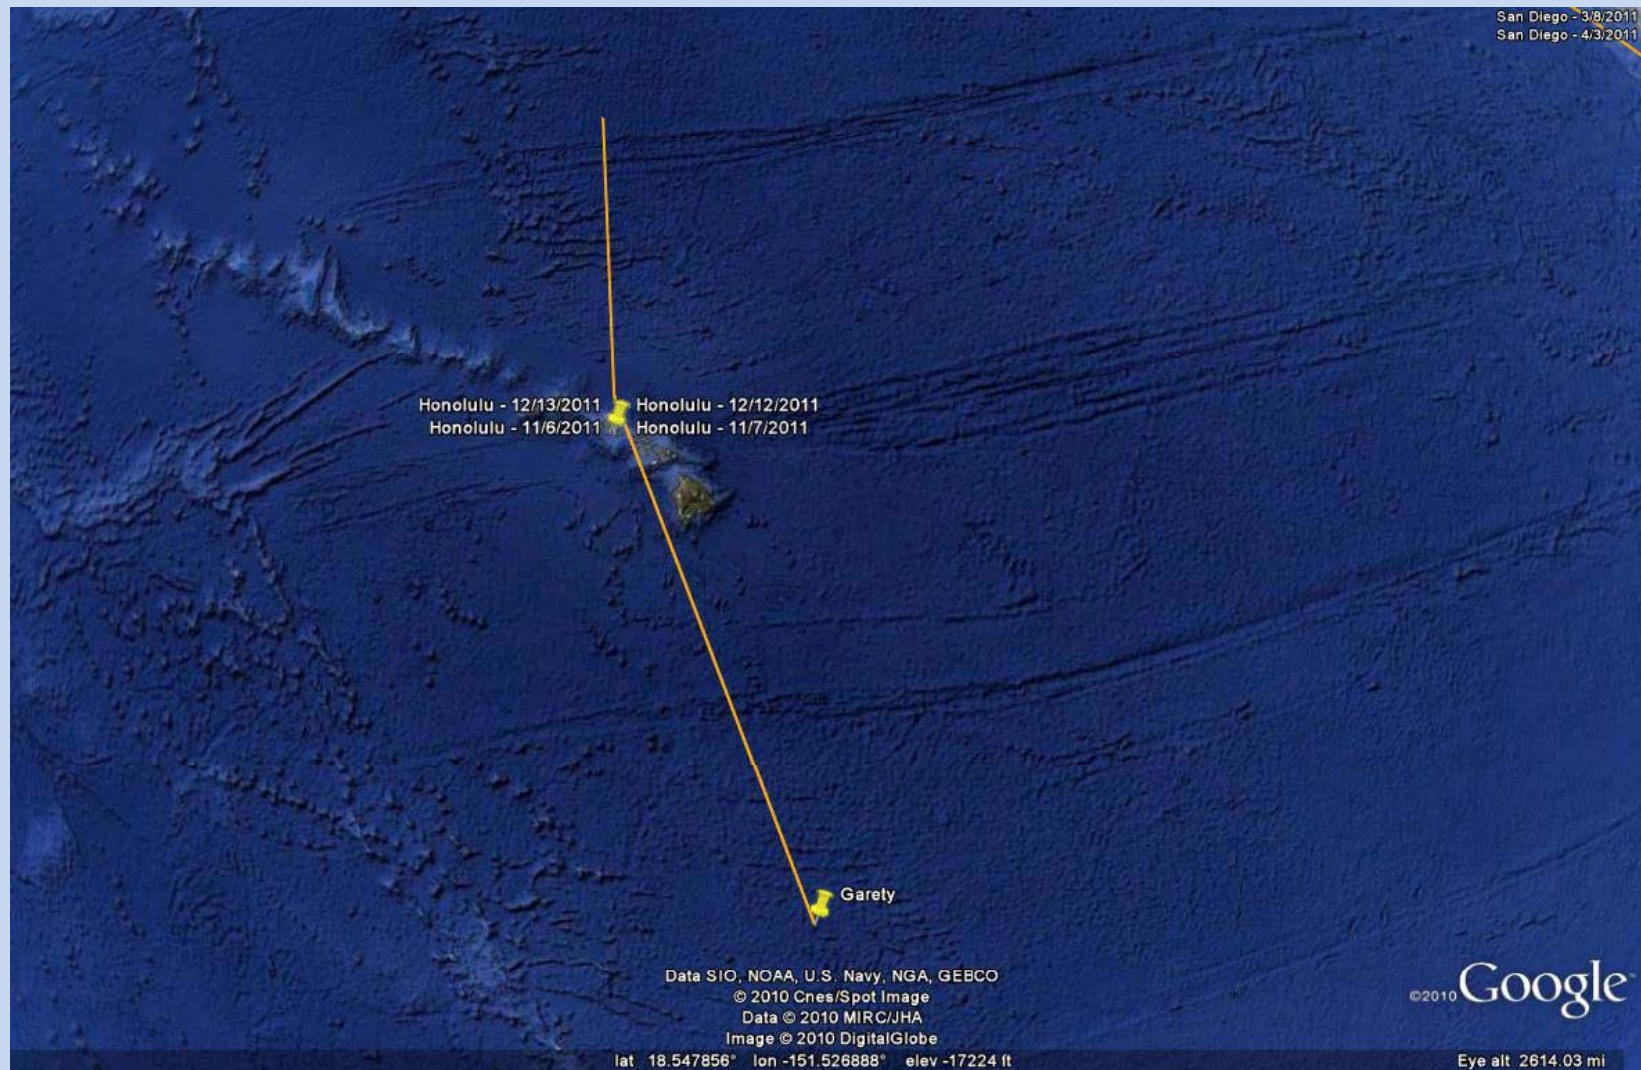 San Diego - 3/8/2011
San Diego - 4/3/2011
Honolulu - 12/13/2011 Honolulu - 12/12/2011
Honolulu - 11/6/2011 Honolulu - 11/7/2011
Garety
Data SIO, NOAA, U.S. Navy, NGA, GEBCO
© 2010 Cnes/Spot Image
Data © 2010 MIRC/JHA
Image © 2010 DigitalGlobe
©2010 Google
lat 18.547856° lon -151.526888° elev -17224 ft Eye alt 2614.03 mi